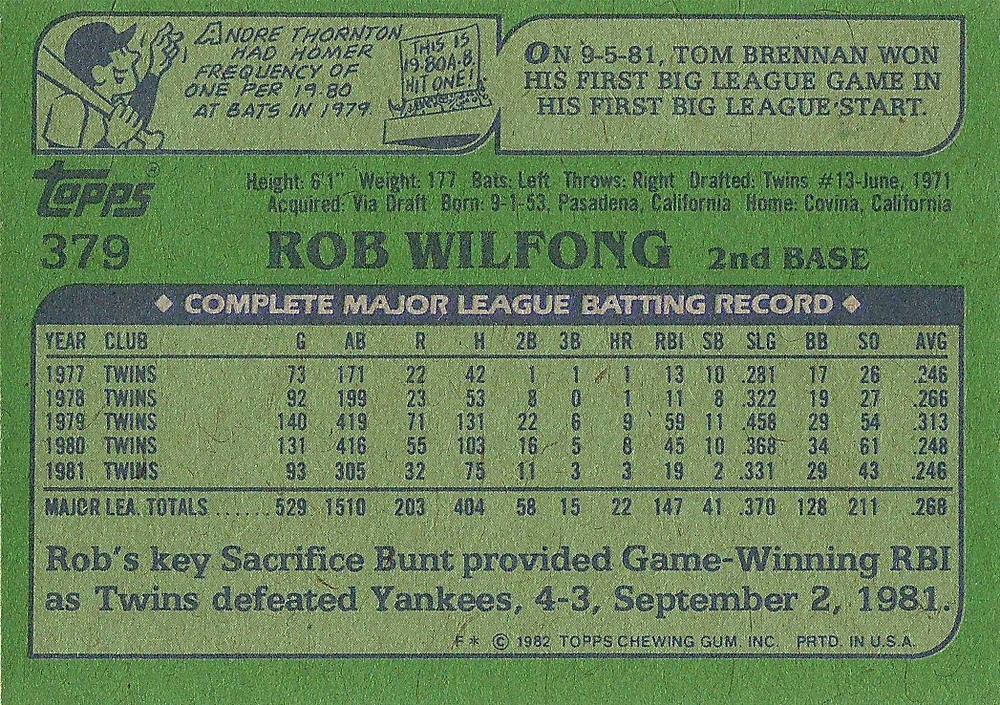 ANDRE THORNTON
HAD HOMER
FREQUENCY OF
ONE PER 19.80
AT BATS IN 1979.
THIS IS
19.80 A.B.
HIT ONE!
ON 9-5-81, TOM BRENNAN WON
HIS FIRST BIG LEAGUE GAME IN
HIS FIRST BIG LEAGUE START.
topps®
Height: 6'1" Weight: 177 Bats: Left Throws: Right Drafted: Twins #13-June, 1971
Acquired: Via Draft Born: 9-1-53, Pasadena, California Home: Covina, California
379 ROB WILFONG 2nd BASE
◆ COMPLETE MAJOR LEAGUE BATTING RECORD ◆
YEAR CLUB G AB R H 2B 3B HR RBI SB SLG BB SO AVG
1977 TWINS 73 171 22 42 1 1 1 13 10 .281 17 26 .246
1978 TWINS 92 199 23 53 8 0 1 11 8 .322 19 27 .266
1979 TWINS 140 419 71 131 22 6 9 59 11 .458 29 54 .313
1980 TWINS 131 416 55 103 16 5 8 45 10 .368 34 61 .248
1981 TWINS 93 305 32 75 11 3 3 19 2 .331 29 43 .246
MAJOR LEA. TOTALS ...... 529 1510 203 404 58 15 22 147 41 .370 128 211 .268
Rob's key Sacrifice Bunt provided Game-Winning RBI
as Twins defeated Yankees, 4-3, September 2, 1981.
F* © 1982 TOPPS CHEWING GUM, INC. PRTD. IN U.S.A.